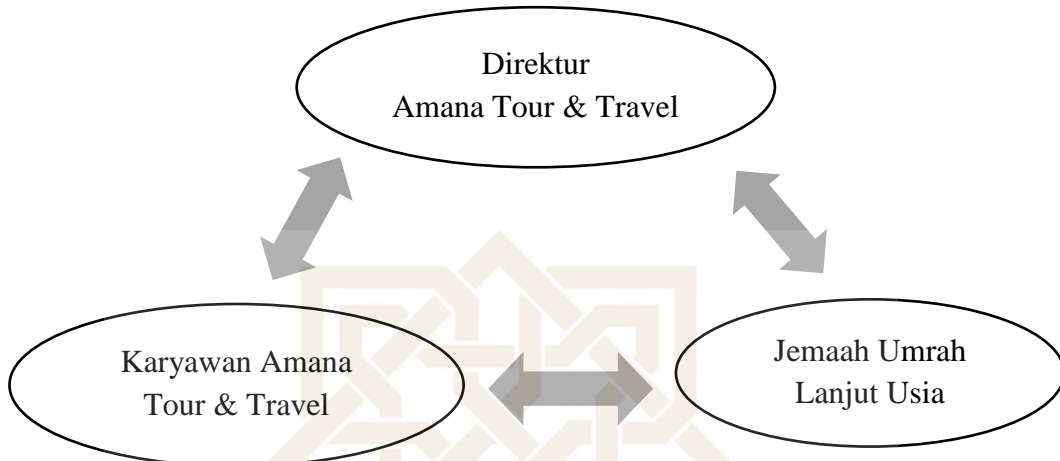 Direktur
Amana Tour & Travel
Karyawan Amana
Tour & Travel
Jemaah Umrah
Lanjut Usia